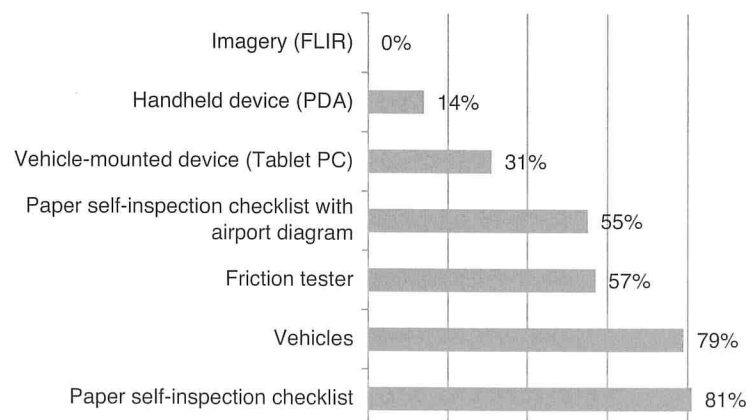 Imagery (FLIR) 0%
Handheld device (PDA) 14%
Vehicle-mounted device (Tablet PC) 31%
Paper self-inspection checklist with
airport diagram 55%
Friction tester 57%
Vehicles 79%
Paper self-inspection checklist 81%